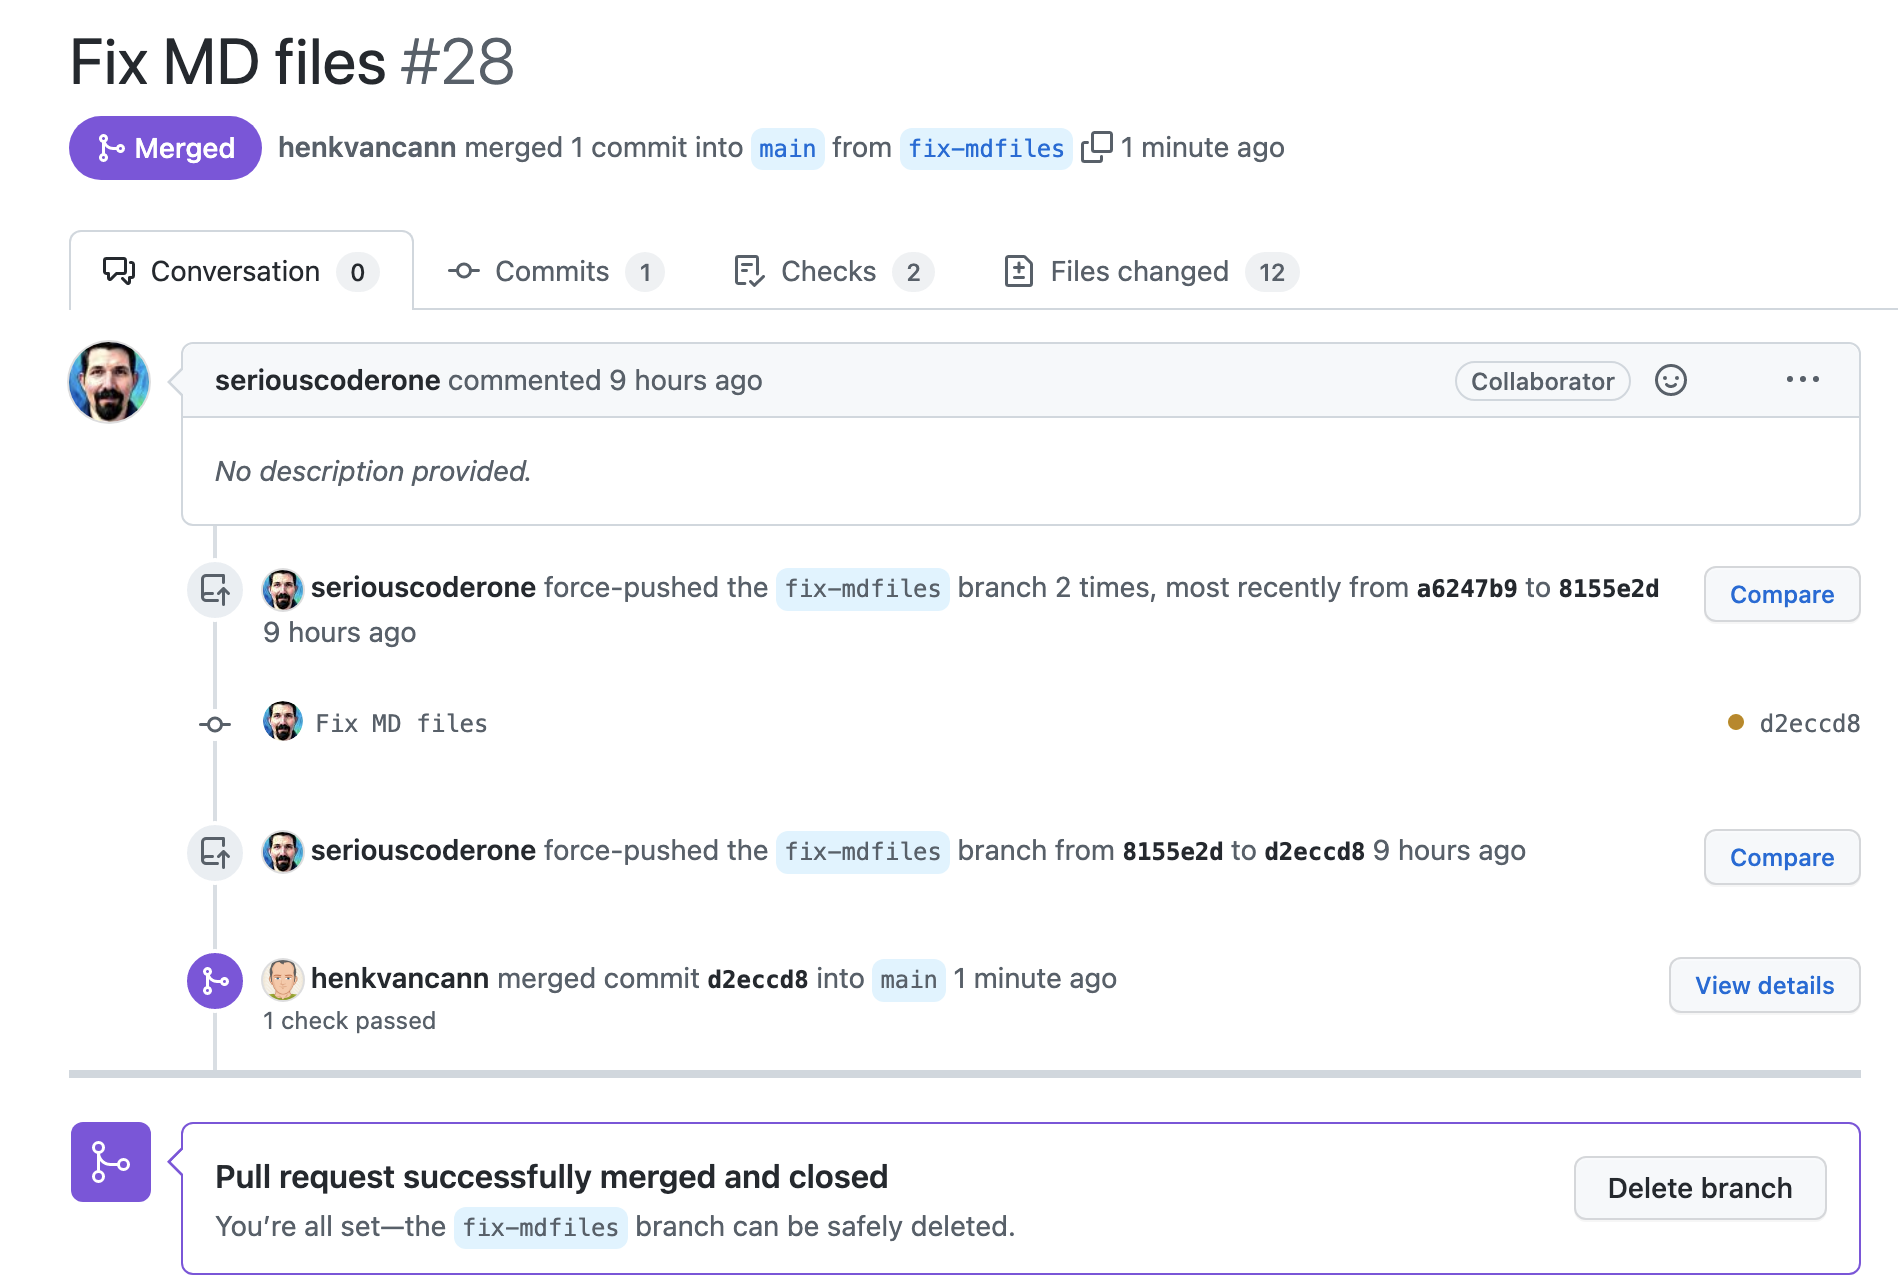 Fix MD files #28
Merged henkvancann merged 1 commit into main from fix-mdfiles 1 minute ago
Conversation 0 Commits 1 Checks 2 Files changed 12
seriouscoderone commented 9 hours ago Collaborator
No description provided.
seriouscoderone force-pushed the fix-mdfiles branch 2 times, most recently from a6247b9 to 8155e2d Compare
9 hours ago
Fix MD files d2eccd8
seriouscoderone force-pushed the fix-mdfiles branch from 8155e2d to d2eccd8 9 hours ago Compare
henkvancann merged commit d2eccd8 into main 1 minute ago View details
1 check passed
Pull request successfully merged and closed
Delete branch
You’re all set—the fix-mdfiles branch can be safely deleted.